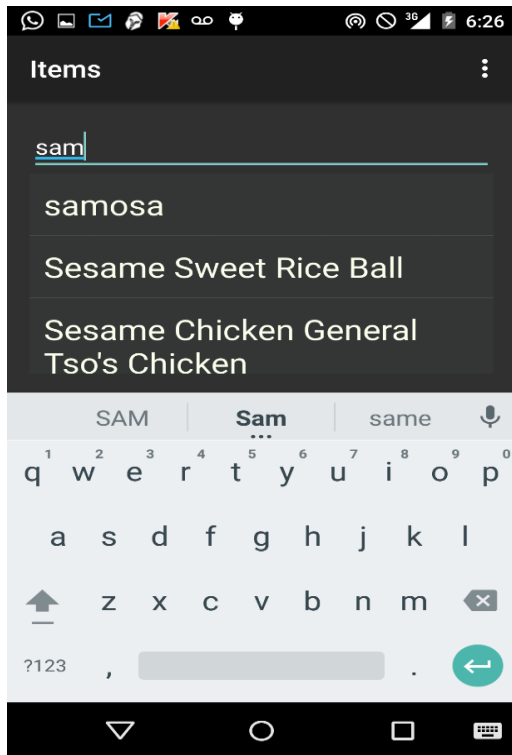 3G 6:26
Items
sam
samosa
Sesame Sweet Rice Ball
Sesame Chicken General
Tso's Chicken
SAM Sam same
1 2 3 4 5 6 7 8 9 0
q w e r t y u i o p
a s d f g h j k l
z x c v b n m
?123 , .